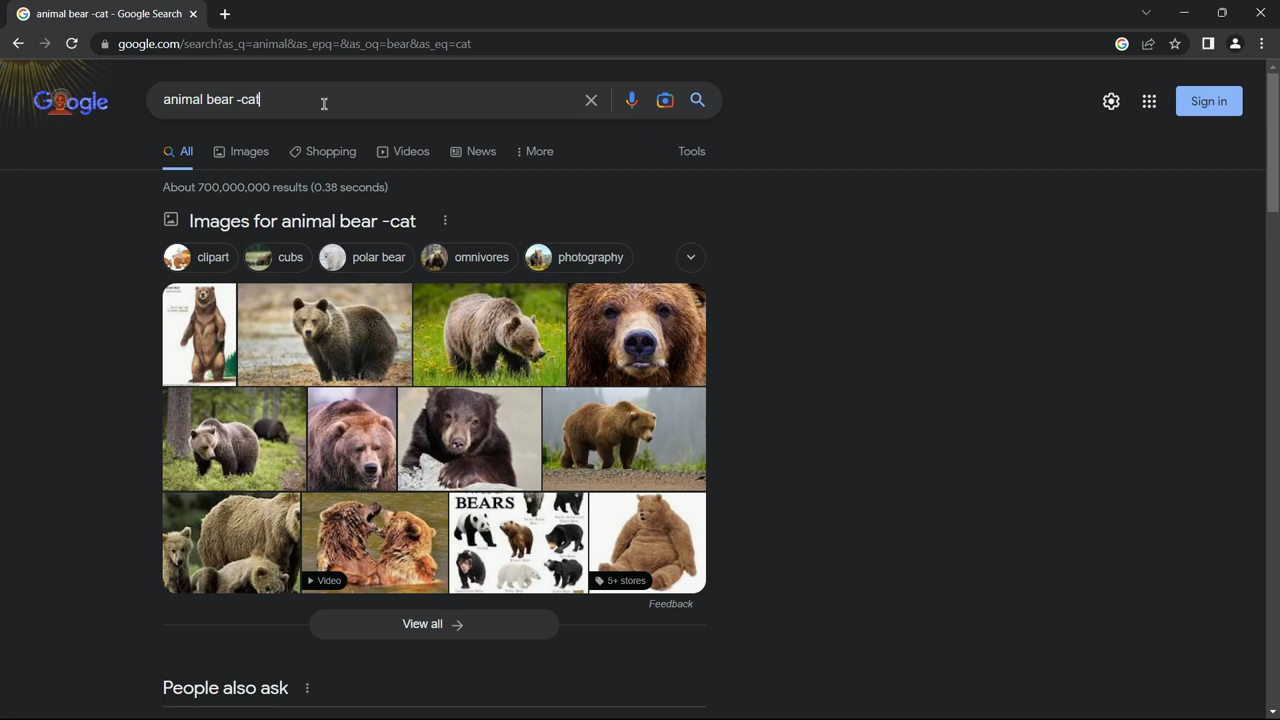 animal bear -cat - Google Search
google.com/search?as_q=animal&as_epq=&as_oq=bear&as_eq=cat
Google
animal bear -cat
Sign in
All Images Shopping Videos News More Tools
About 700,000,000 results (0.38 seconds)
Images for animal bear -cat
clipart cubs polar bear omnivores photography
BEARS
Video
5+ stores
Feedback
View all
People also ask